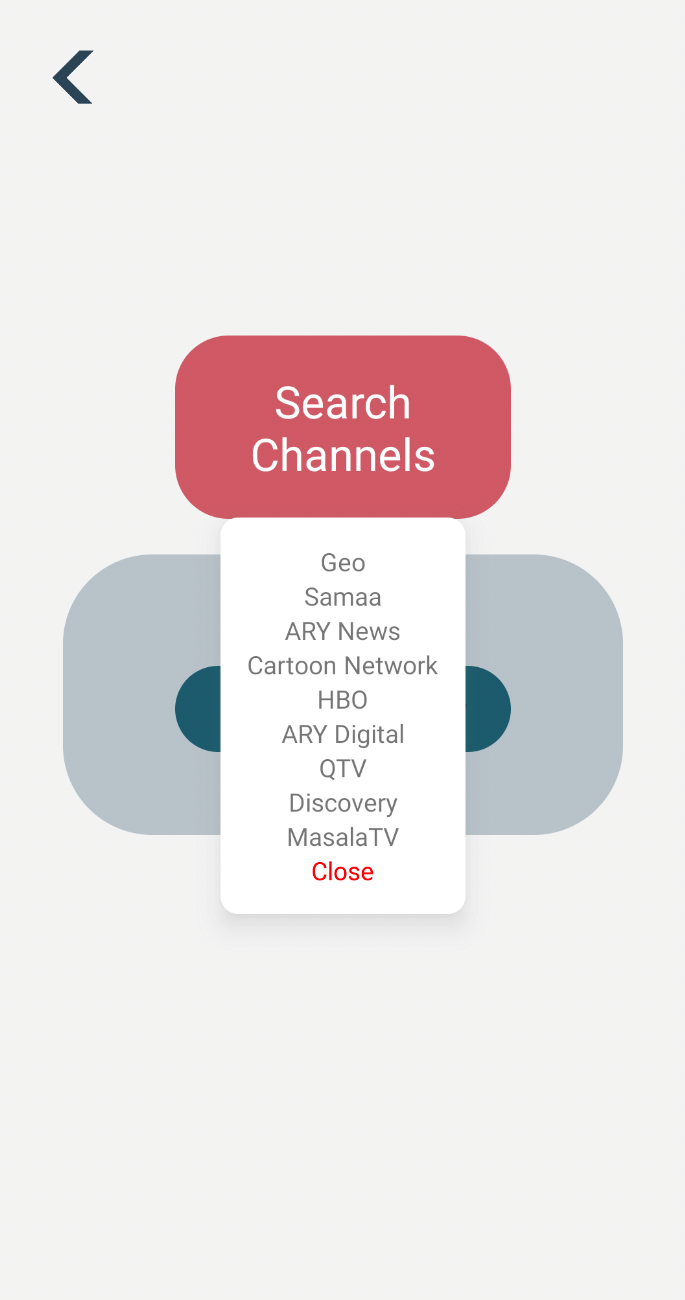 Search
Channels
Geo
Samaa
ARY News
Cartoon Network
HBO
ARY Digital
QTV
Discovery
MasalaTV
Close